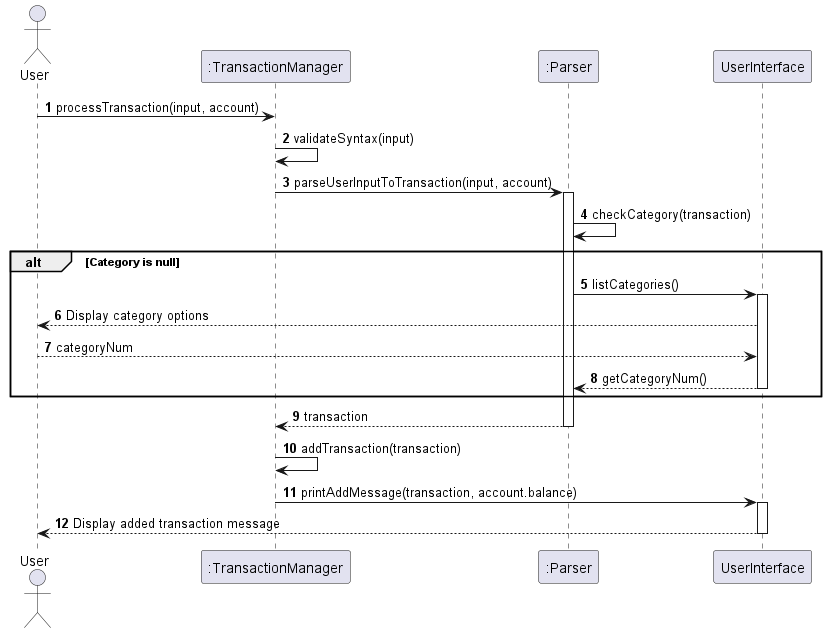 User
:TransactionManager
:Parser
UserInterface
1 processTransaction(input, account)
2 validateSyntax(input)
3 parseUserInputToTransaction(input, account)
4 checkCategory(transaction)
alt
[Category is null]
5 listCategories()
6 Display category options
7 categoryNum
8 getCategoryNum()
9 transaction
10 addTransaction(transaction)
11 printAddMessage(transaction, account.balance)
12 Display added transaction message
User
:TransactionManager
:Parser
UserInterface